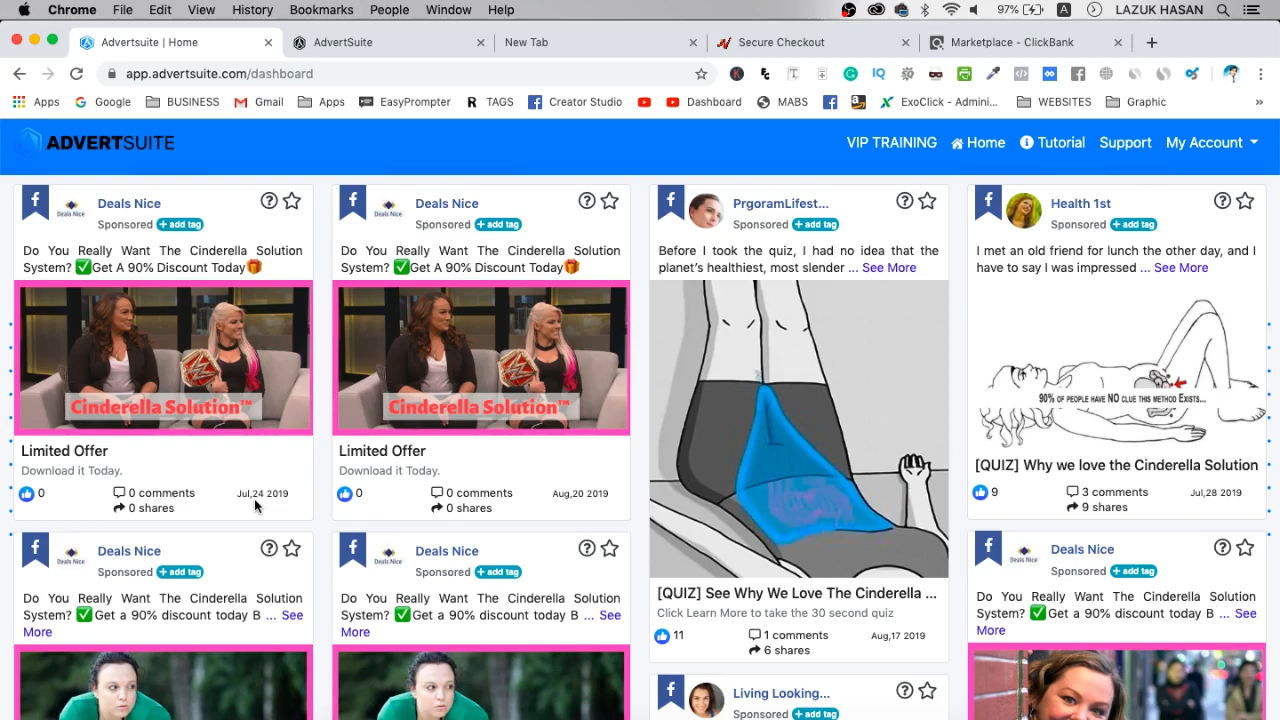 Chrome File Edit View History Bookmarks People Window Help 97% A LAZUK HASAN
Advertsuite | Home AdvertSuite New Tab Secure Checkout Marketplace - ClickBank
app.advertsuite.com/dashboard
Apps Google BUSINESS Gmail Apps EasyPrompter TAGS Creator Studio Dashboard MABS ExoClick - Admini... WEBSITES Graphic
ADVERTSUITE VIP TRAINING Home Tutorial Support My Account
Deals Nice
Sponsored + add tag
Do You Really Want The Cinderella Solution
System? ✅Get A 90% Discount Today🎁
Cinderella Solution™
Limited Offer
Download it Today.
0 0 comments Jul,24 2019
0 shares
Deals Nice
Sponsored + add tag
Do You Really Want The Cinderella Solution
System? ✅Get A 90% Discount Today🎁
Cinderella Solution™
Limited Offer
Download it Today.
0 0 comments Aug,20 2019
0 shares
PrgoramLifest...
Sponsored + add tag
Before I took the quiz, I had no idea that the
planet's healthiest, most slender ... See More
[QUIZ] See Why We Love The Cinderella ...
Click Learn More to take the 30 second quiz
11 1 comments Aug,17 2019
6 shares
Health 1st
Sponsored + add tag
I met an old friend for lunch the other day, and I
have to say I was impressed ... See More
90% OF PEOPLE HAVE NO CLUE THIS METHOD EXISTS...
[QUIZ] Why we love the Cinderella Solution
9 3 comments Jul,28 2019
9 shares
Deals Nice
Sponsored + add tag
Do You Really Want The Cinderella Solution
System? ✅Get a 90% discount today B ... See
More
Deals Nice
Sponsored + add tag
Do You Really Want The Cinderella Solution
System? ✅Get a 90% discount today B ... See
More
Living Looking...
Sponsored + add tag
Deals Nice
Sponsored + add tag
Do You Really Want The Cinderella Solution
System? ✅Get a 90% discount today B ... See
More